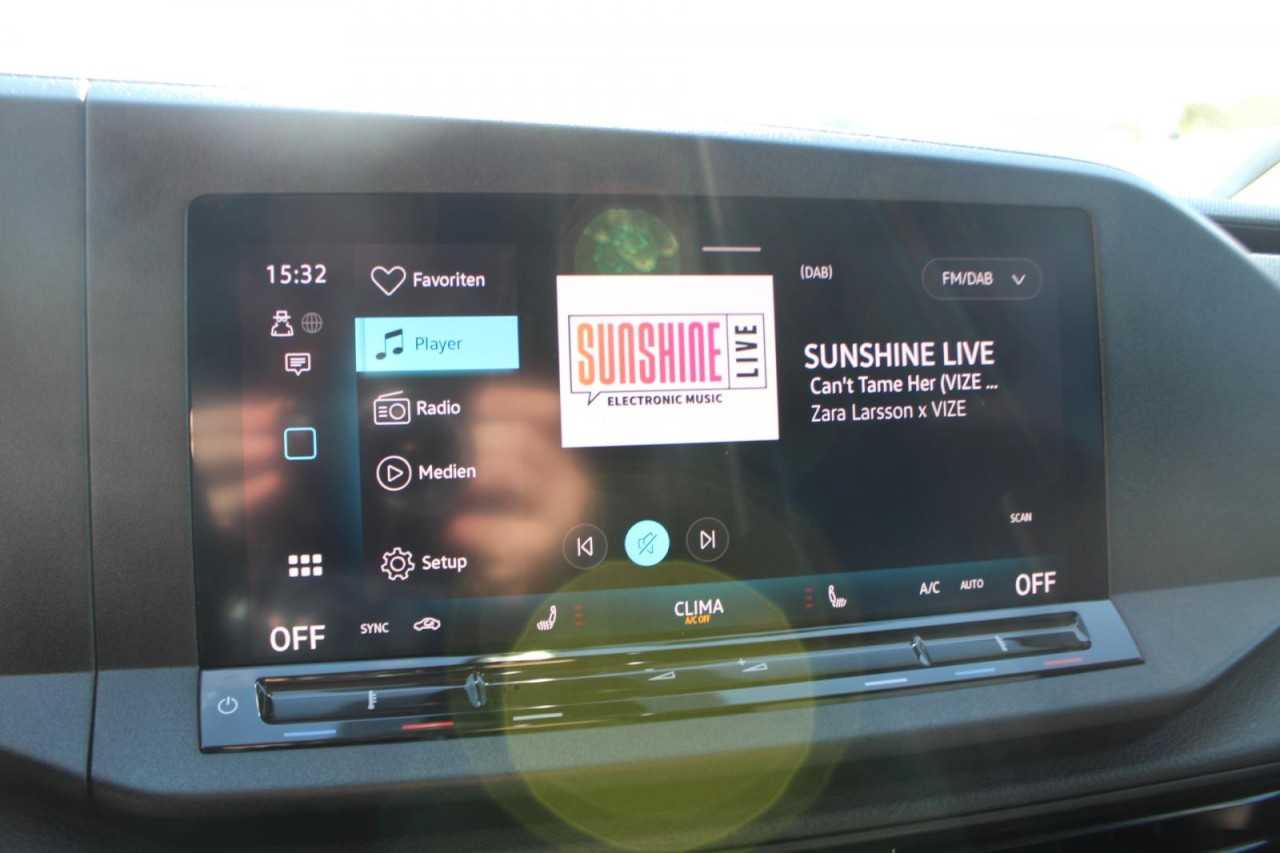 15:32
Favoriten
Player
Radio
Medien
Setup
SUNSHINE
LIVE
ELECTRONIC MUSIC
(DAB)
FM/DAB
SUNSHINE LIVE
Can't Tame Her (VIZE ...
Zara Larsson x VIZE
SCAN
OFF
SYNC
CLIMA
A/C OFF
A/C
AUTO
OFF